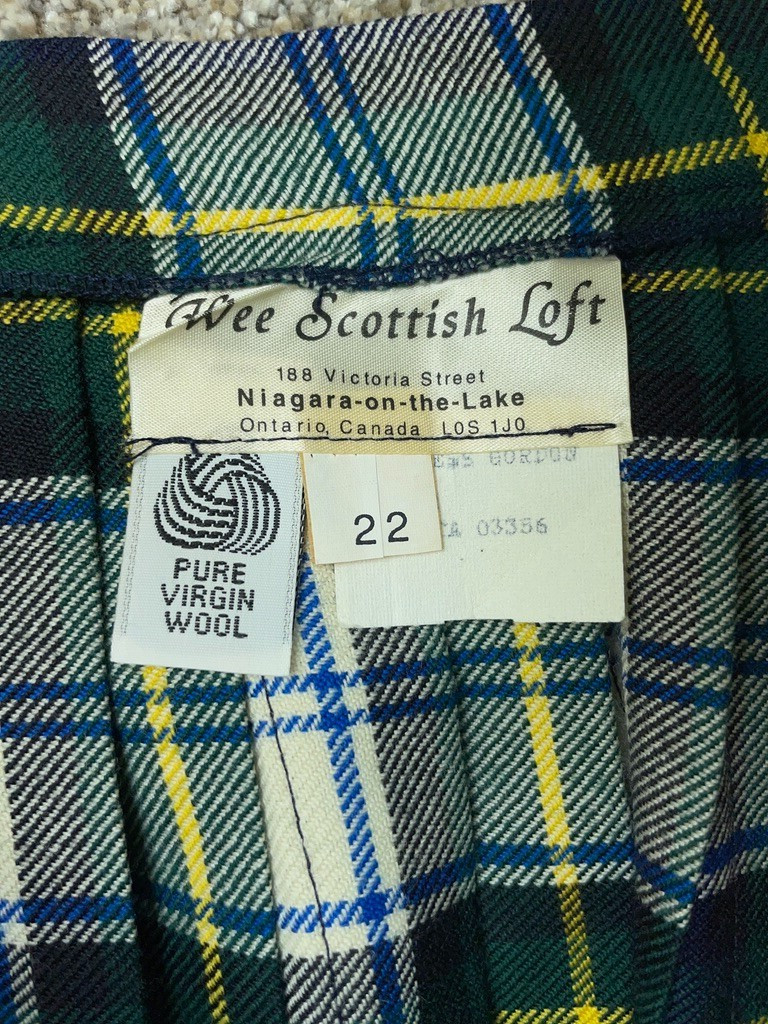 Wee Scottish Loft
188 Victoria Street
Niagara-on-the-Lake
Ontario, Canada L0S 1J0
GORDON
22
03356
PURE
VIRGIN
WOOL